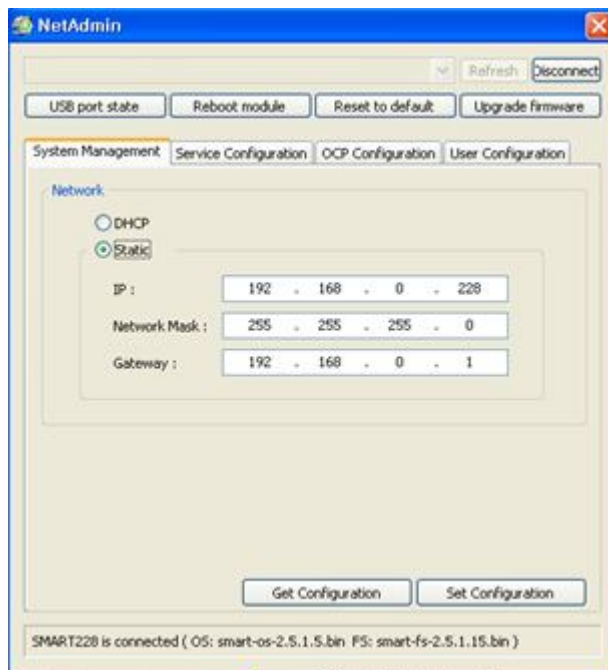 NetAdmin
Refresh Disconnect
USB port state Reboot module Reset to default Upgrade firmware
System Management Service Configuration OCP Configuration User Configuration
Network
DHCP
Static
IP : 192 . 168 . 0 . 228
Network Mask : 255 . 255 . 255 . 0
Gateway : 192 . 168 . 0 . 1
Get Configuration Set Configuration
SMART228 is connected ( OS: smart-os-2.5.1.5.bin FS: smart-fs-2.5.1.15.bin )